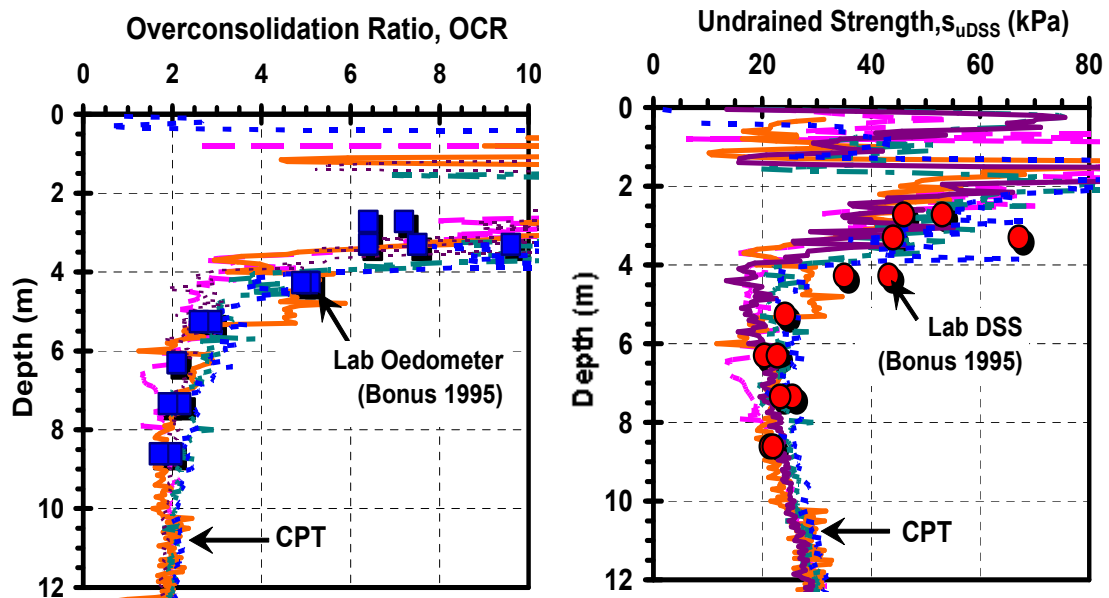 Overconsolidation Ratio, OCR
0 2 4 6 8 10
0
2
4
6
8
10
12
Depth (m)
Lab Oedometer
(Bonus 1995)
CPT
Undrained Strength,suDSS (kPa)
0 20 40 60 80
0
2
4
6
8
10
12
Depth (m)
Lab DSS
(Bonus 1995)
CPT